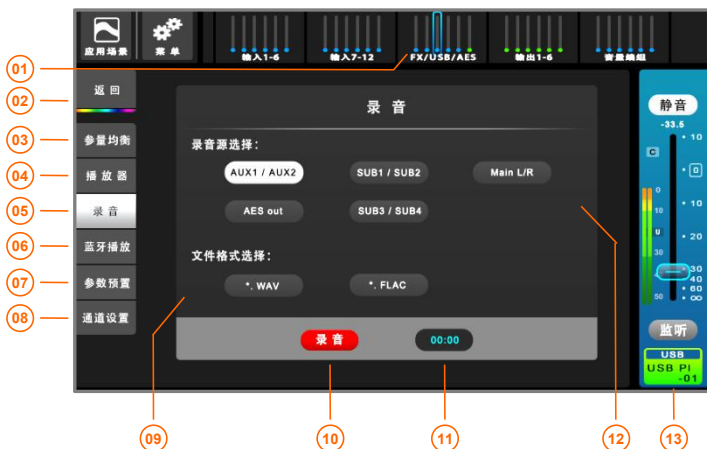 应用场景
菜 单
输入1-6
输入7-12
FX/USB/AES
输出1-6
音量编组
01
02
03
04
05
06
07
08
返 回
参量均衡
播 放 器
录 音
蓝牙播放
参数预置
通道设置
录 音
录音源选择：
AUX1 / AUX2
SUB1 / SUB2
Main L/R
AES out
SUB3 / SUB4
文件格式选择：
*. WAV
*. FLAC
录 音
00:00
静 音
-33.5
10
C
0
0
10
10
U
20
30
30
40
60
50
∞
监听
USB
USB PI
-01
09
10
11
12
13